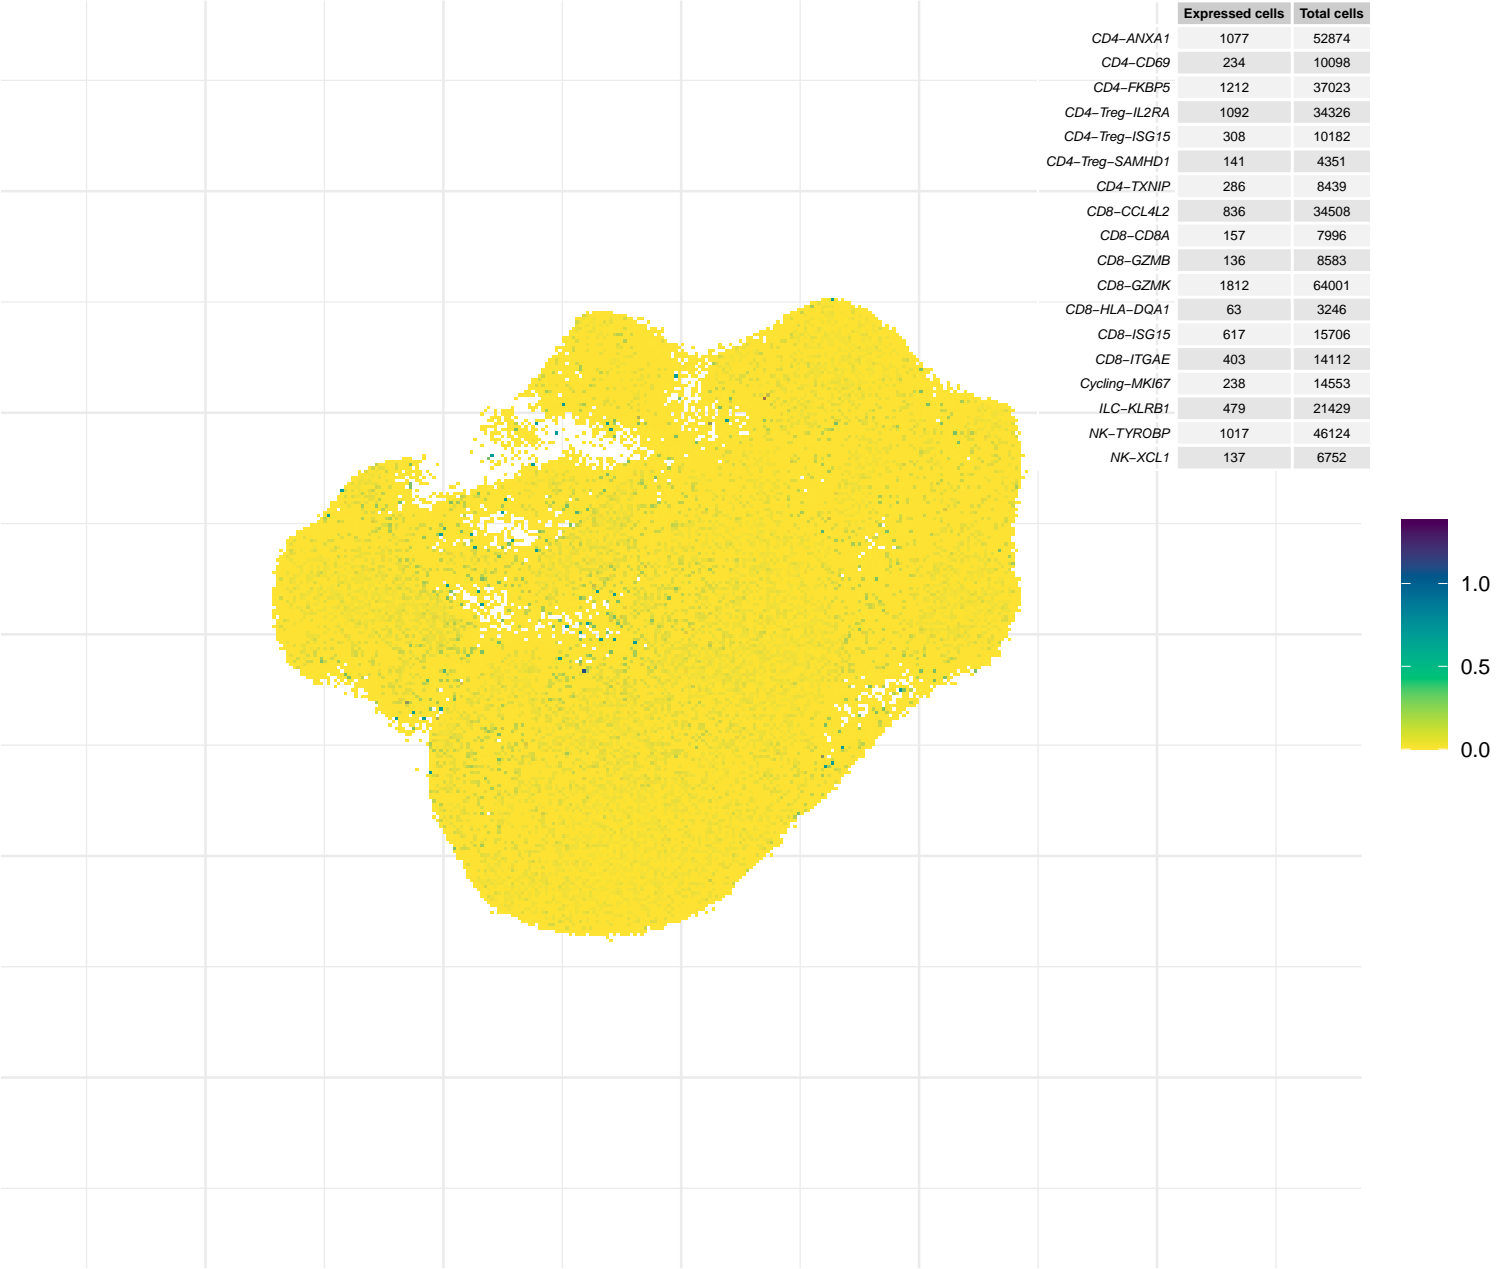 Expressed cells Total cells
CD4−ANXA1 1077 52874
CD4−CD69 234 10098
CD4−FKBP5 1212 37023
CD4−Treg−IL2RA 1092 34326
CD4−Treg−ISG15 308 10182
CD4−Treg−SAMHD1 141 4351
CD4−TXNIP 286 8439
CD8−CCL4L2 836 34508
CD8−CD8A 157 7996
CD8−GZMB 136 8583
CD8−GZMK 1812 64001
CD8−HLA−DQA1 63 3246
CD8−ISG15 617 15706
CD8−ITGAE 403 14112
Cycling−MKI67 238 14553
ILC−KLRB1 479 21429
NK−TYROBP 1017 46124
NK−XCL1 137 6752
1.0
0.5
0.0